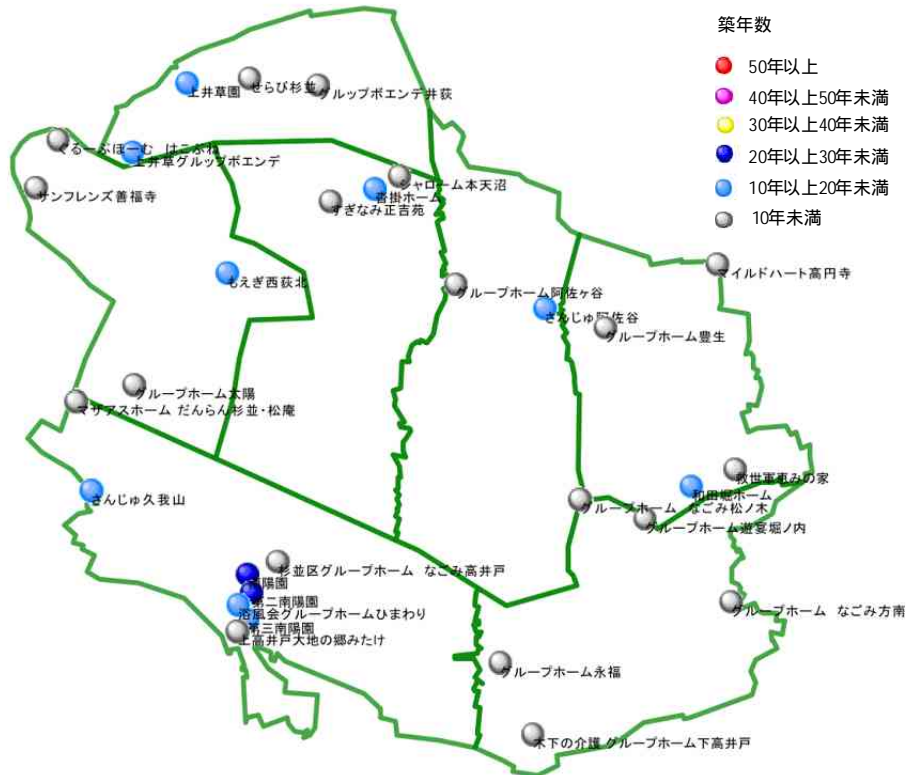 築年数
50年以上
40年以上50年未満
30年以上40年未満
20年以上30年未満
10年以上20年未満
10年未満
上井草園
せらび杉並
グループボエンデ井荻
ぐるーぷほーむ はこぶね
上井草グループボエンデ
サンフレンズ善福寺
シャローム本天沼
沓掛ホーム
すぎなみ正吉苑
もえぎ西荻北
マイルドハート高円寺
グループホーム阿佐ヶ谷
さんじゅ阿佐谷
グループホーム豊生
グループホーム太陽
マザアスホーム だんらん杉並・松庵
さんじゅ久我山
救世軍恵みの家
和田堀ホーム
グループホーム なごみ松ノ木
グループホーム遊宴堀ノ内
杉並区グループホーム なごみ高井戸
南陽園
第二南陽園
浴風会グループホームひまわり
第三南陽園
上高井戸大地の郷みたけ
グループホーム なごみ方南
グループホーム永福
木下の介護 グループホーム下高井戸